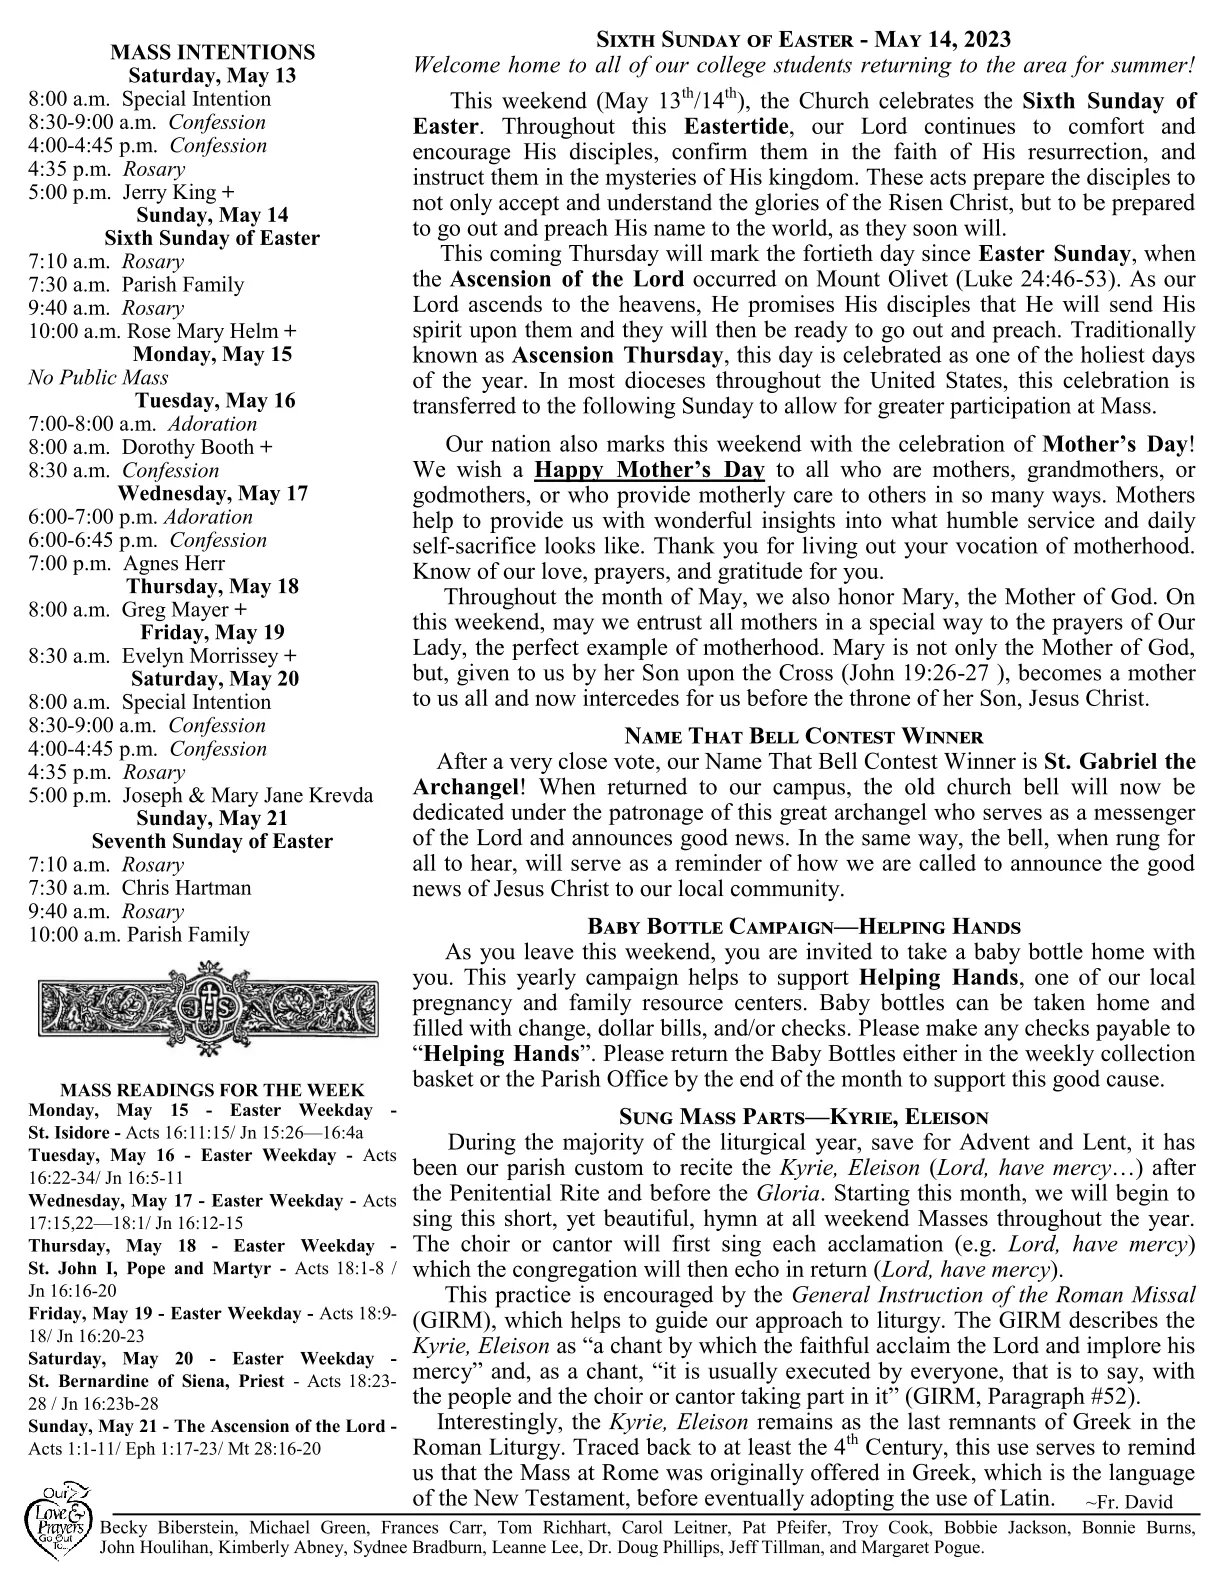 MASS INTENTIONS
Saturday, May 13
8:00 a.m. Special Intention
8:30-9:00 a.m. Confession
4:00-4:45 p.m. Confession
4:35 p.m. Rosary
5:00 p.m. Jerry King +
Sunday, May 14
Sixth Sunday of Easter
7:10 a.m. Rosary
7:30 a.m. Parish Family
9:40 a.m. Rosary
10:00 a.m. Rose Mary Helm +
Monday, May 15
No Public Mass
Tuesday, May 16
7:00-8:00 a.m. Adoration
8:00 a.m. Dorothy Booth +
8:30 a.m. Confession
Wednesday, May 17
6:00-7:00 p.m. Adoration
6:00-6:45 p.m. Confession
7:00 p.m. Agnes Herr
Thursday, May 18
8:00 a.m. Greg Mayer +
Friday, May 19
8:30 a.m. Evelyn Morrissey +
Saturday, May 20
8:00 a.m. Special Intention
8:30-9:00 a.m. Confession
4:00-4:45 p.m. Confession
4:35 p.m. Rosary
5:00 p.m. Joseph & Mary Jane Krevda
Sunday, May 21
Seventh Sunday of Easter
7:10 a.m. Rosary
7:30 a.m. Chris Hartman
9:40 a.m. Rosary
10:00 a.m. Parish Family
IHS
MASS READINGS FOR THE WEEK
Monday, May 15 - Easter Weekday -
St. Isidore - Acts 16:11:15/ Jn 15:26—16:4a
Tuesday, May 16 - Easter Weekday - Acts
16:22-34/ Jn 16:5-11
Wednesday, May 17 - Easter Weekday - Acts
17:15,22—18:1/ Jn 16:12-15
Thursday, May 18 - Easter Weekday -
St. John I, Pope and Martyr - Acts 18:1-8 /
Jn 16:16-20
Friday, May 19 - Easter Weekday - Acts 18:9-
18/ Jn 16:20-23
Saturday, May 20 - Easter Weekday -
St. Bernardine of Siena, Priest - Acts 18:23-
28 / Jn 16:23b-28
Sunday, May 21 - The Ascension of the Lord -
Acts 1:1-11/ Eph 1:17-23/ Mt 28:16-20
SIXTH SUNDAY OF EASTER - MAY 14, 2023
Welcome home to all of our college students returning to the area for summer!
This weekend (May 13th/14th), the Church celebrates the Sixth Sunday of
Easter. Throughout this Eastertide, our Lord continues to comfort and
encourage His disciples, confirm them in the faith of His resurrection, and
instruct them in the mysteries of His kingdom. These acts prepare the disciples to
not only accept and understand the glories of the Risen Christ, but to be prepared
to go out and preach His name to the world, as they soon will.
This coming Thursday will mark the fortieth day since Easter Sunday, when
the Ascension of the Lord occurred on Mount Olivet (Luke 24:46-53). As our
Lord ascends to the heavens, He promises His disciples that He will send His
spirit upon them and they will then be ready to go out and preach. Traditionally
known as Ascension Thursday, this day is celebrated as one of the holiest days
of the year. In most dioceses throughout the United States, this celebration is
transferred to the following Sunday to allow for greater participation at Mass.
Our nation also marks this weekend with the celebration of Mother’s Day!
We wish a Happy Mother’s Day to all who are mothers, grandmothers, or
godmothers, or who provide motherly care to others in so many ways. Mothers
help to provide us with wonderful insights into what humble service and daily
self-sacrifice looks like. Thank you for living out your vocation of motherhood.
Know of our love, prayers, and gratitude for you.
Throughout the month of May, we also honor Mary, the Mother of God. On
this weekend, may we entrust all mothers in a special way to the prayers of Our
Lady, the perfect example of motherhood. Mary is not only the Mother of God,
but, given to us by her Son upon the Cross (John 19:26-27 ), becomes a mother
to us all and now intercedes for us before the throne of her Son, Jesus Christ.
NAME THAT BELL CONTEST WINNER
After a very close vote, our Name That Bell Contest Winner is St. Gabriel the
Archangel! When returned to our campus, the old church bell will now be
dedicated under the patronage of this great archangel who serves as a messenger
of the Lord and announces good news. In the same way, the bell, when rung for
all to hear, will serve as a reminder of how we are called to announce the good
news of Jesus Christ to our local community.
BABY BOTTLE CAMPAIGN—HELPING HANDS
As you leave this weekend, you are invited to take a baby bottle home with
you. This yearly campaign helps to support Helping Hands, one of our local
pregnancy and family resource centers. Baby bottles can be taken home and
filled with change, dollar bills, and/or checks. Please make any checks payable to
“Helping Hands”. Please return the Baby Bottles either in the weekly collection
basket or the Parish Office by the end of the month to support this good cause.
SUNG MASS PARTS—KYRIE, ELEISON
During the majority of the liturgical year, save for Advent and Lent, it has
been our parish custom to recite the Kyrie, Eleison (Lord, have mercy…) after
the Penitential Rite and before the Gloria. Starting this month, we will begin to
sing this short, yet beautiful, hymn at all weekend Masses throughout the year.
The choir or cantor will first sing each acclamation (e.g. Lord, have mercy)
which the congregation will then echo in return (Lord, have mercy).
This practice is encouraged by the General Instruction of the Roman Missal
(GIRM), which helps to guide our approach to liturgy. The GIRM describes the
Kyrie, Eleison as “a chant by which the faithful acclaim the Lord and implore his
mercy” and, as a chant, “it is usually executed by everyone, that is to say, with
the people and the choir or cantor taking part in it” (GIRM, Paragraph #52).
Interestingly, the Kyrie, Eleison remains as the last remnants of Greek in the
Roman Liturgy. Traced back to at least the 4th Century, this use serves to remind
us that the Mass at Rome was originally offered in Greek, which is the language
of the New Testament, before eventually adopting the use of Latin. ~Fr. David
Our
Love &
Prayers
Go Out
To...
Becky Biberstein, Michael Green, Frances Carr, Tom Richhart, Carol Leitner, Pat Pfeifer, Troy Cook, Bobbie Jackson, Bonnie Burns,
John Houlihan, Kimberly Abney, Sydnee Bradburn, Leanne Lee, Dr. Doug Phillips, Jeff Tillman, and Margaret Pogue.